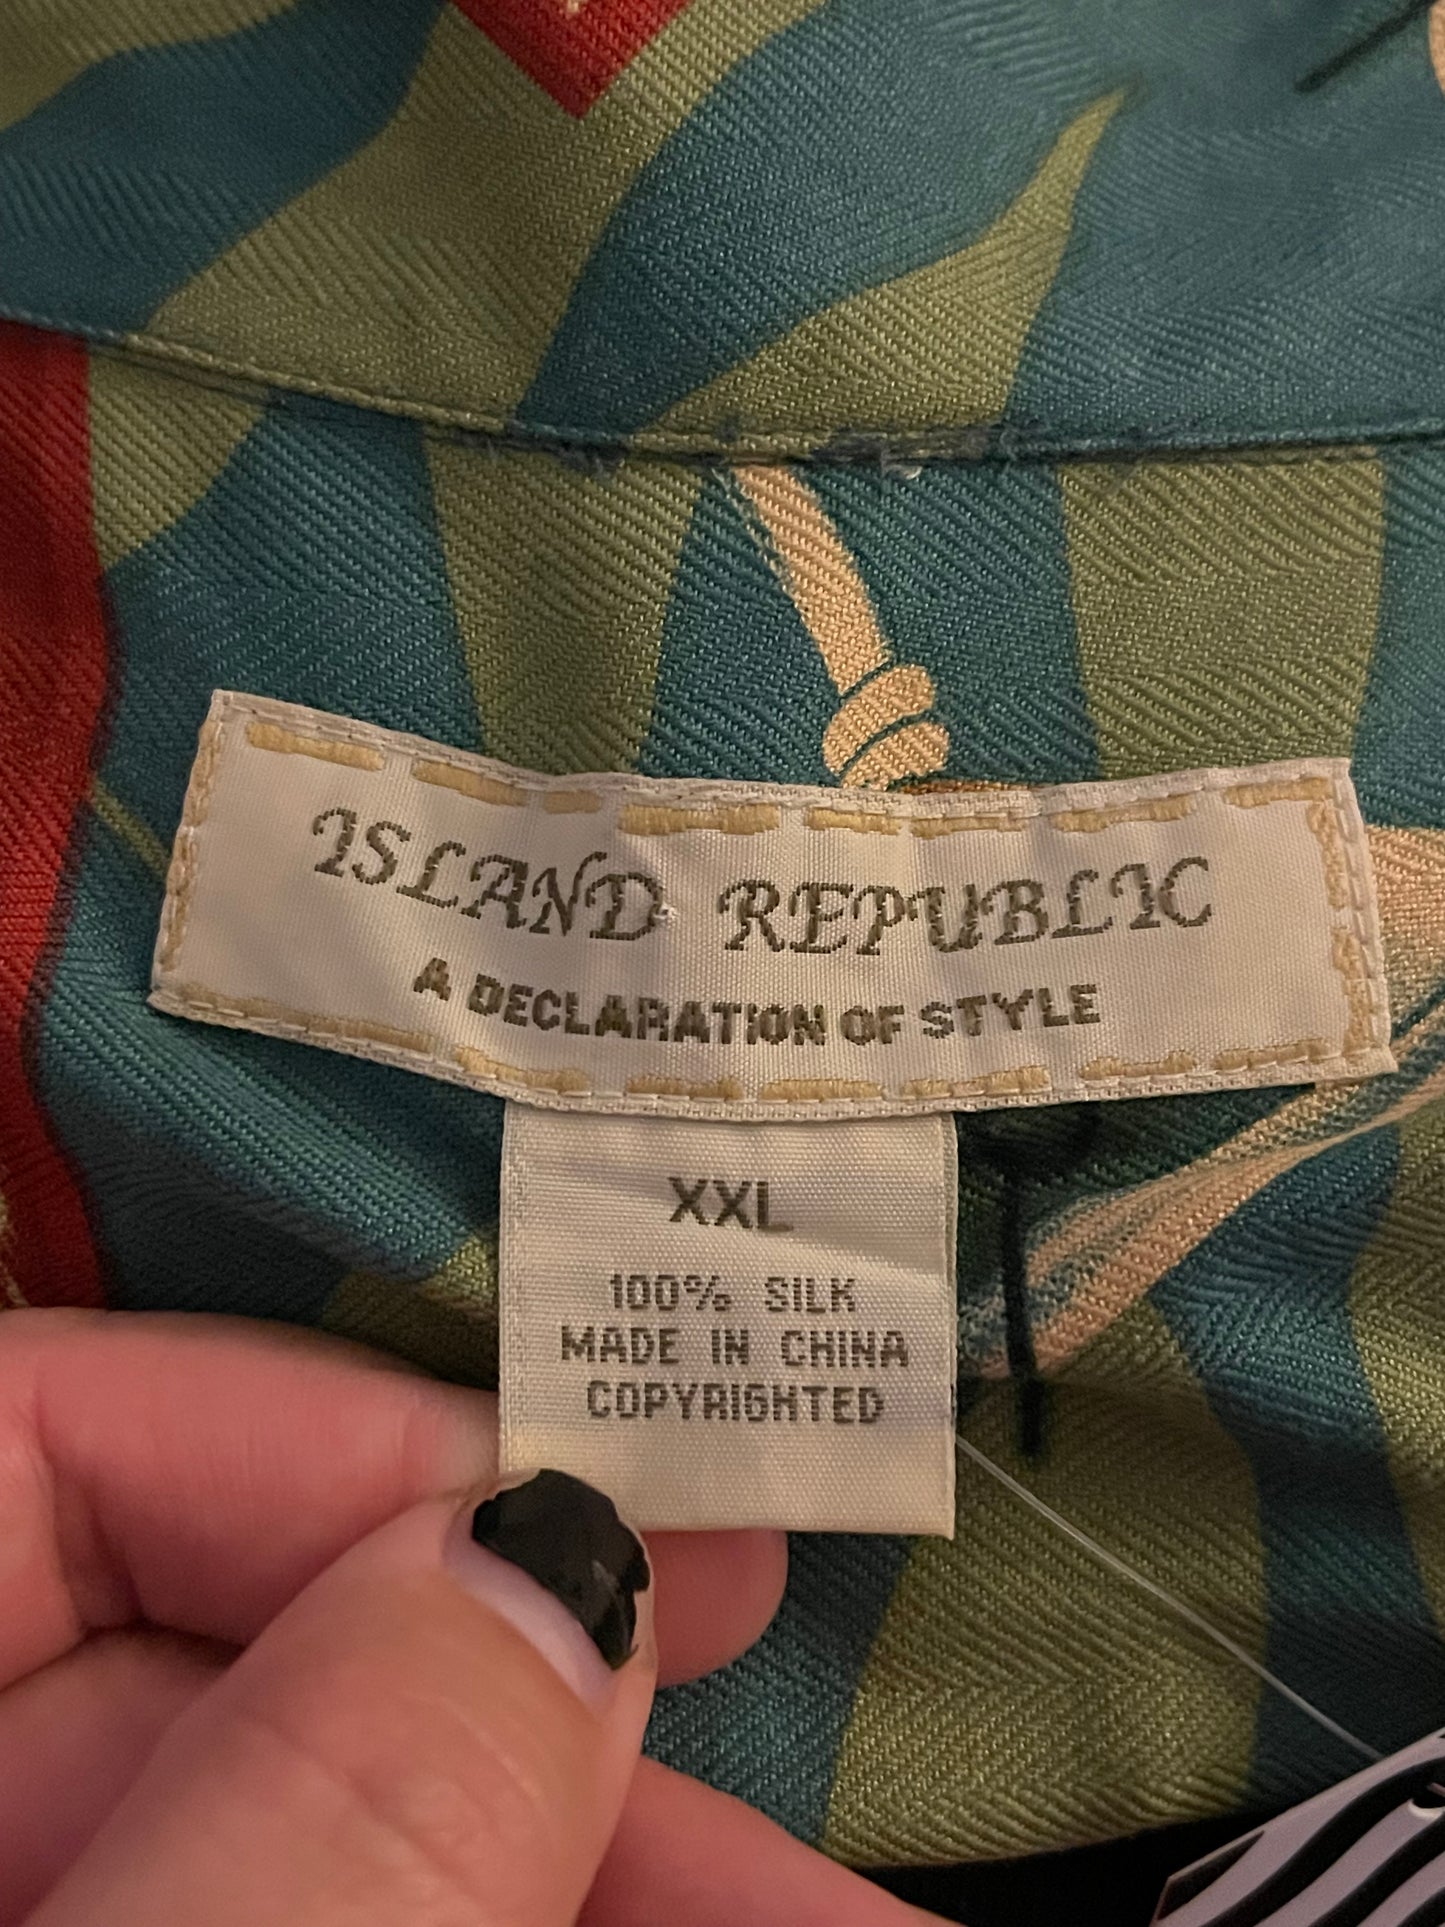 ISLAND REPUBLIC
A DECLARATION OF STYLE
XXL
100% SILK
MADE IN CHINA
COPYRIGHTED